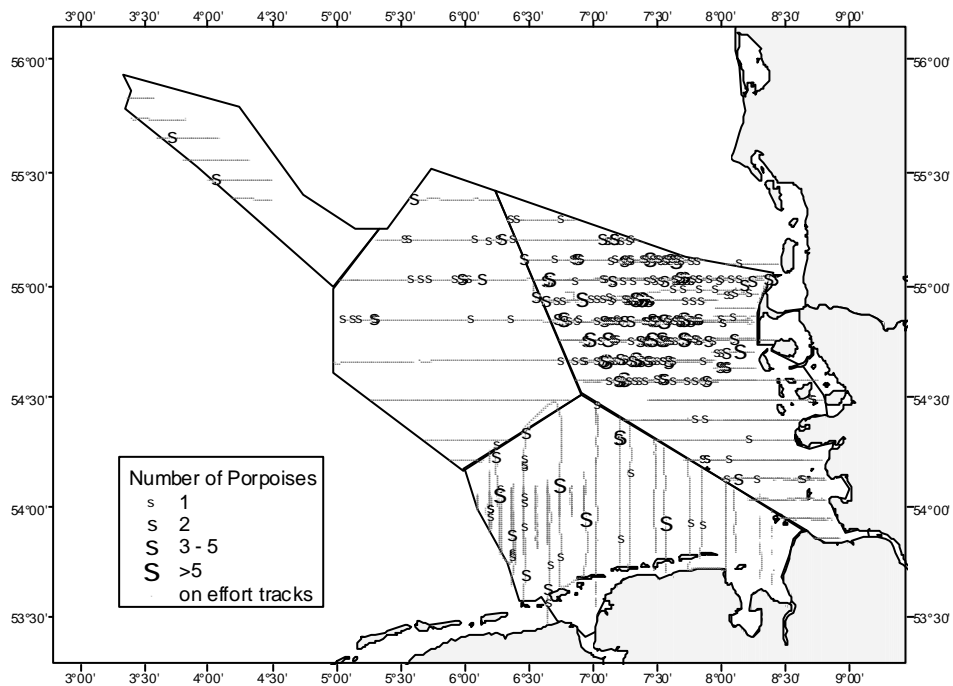 3°00' 3°30' 4°00' 4°30' 5°00' 5°30' 6°00' 6°30' 7°00' 7°30' 8°00' 8°30' 9°00'
56°00' 56°00'
55°30' 55°30'
55°00' 55°00'
54°30' 54°30'
54°00' 54°00'
53°30' 53°30'
Number of Porpoises
s 1
s 2
S 3 - 5
S >5
on effort tracks
3°00' 3°30' 4°00' 4°30' 5°00' 5°30' 6°00' 6°30' 7°00' 7°30' 8°00' 8°30' 9°00'